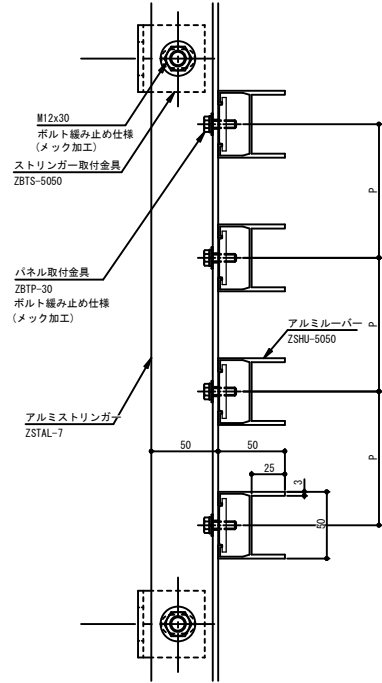 M12x30
ボルト緩み止め仕様
(メック加工)
ストリンガー取付金具
ZBTS-5050
P
パネル取付金具
ZBTP-30
ボルト緩み止め仕様
(メック加工)
P
アルミルーバー
ZSHU-5050
アルミストリンガー
ZSTAL-7
P
50
50
25
3
50